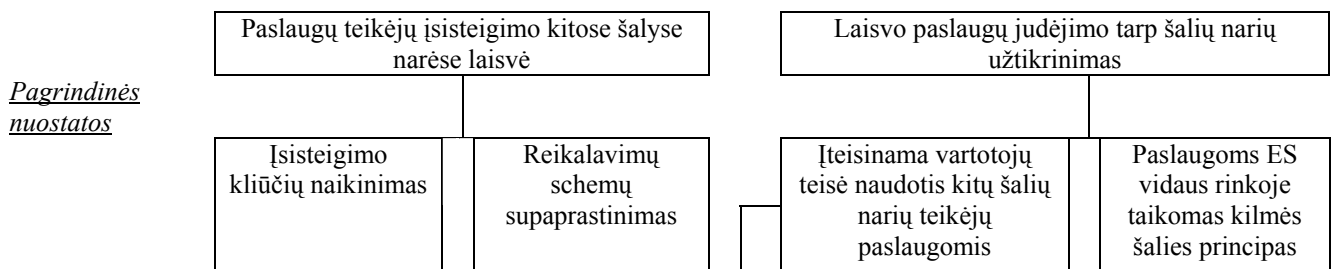 Paslaugų teikėjų įsisteigimo kitose šalyse
narėse laisvė
Laisvo paslaugų judėjimo tarp šalių narių
užtikrinimas
Pagrindinės
nuostatos
Įsisteigimo
kliūčių naikinimas
Reikalavimų
schemų
supaprastinimas
Įteisinama vartotojų
teisė naudotis kitų šalių
narių teikėjų
paslaugomis
Paslaugoms ES
vidaus rinkoje
taikomas kilmės
šalies principas